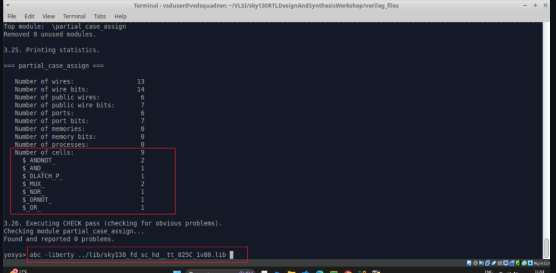 Terminal - vsduser@vsdsquadron: ~/VLSI/sky130RTLDesignAndSynthesisWorkshop/verilog_files
File Edit View Terminal Tabs Help
Top module: \partial_case_assign
Removed 0 unused modules.
3.25. Printing statistics.
=== partial_case_assign ===
Number of wires: 13
Number of wire bits: 14
Number of public wires: 6
Number of public wire bits: 7
Number of ports: 6
Number of port bits: 7
Number of memories: 0
Number of memory bits: 0
Number of processes: 0
Number of cells: 9
$_ANDNOT_ 2
$_AND_ 1
$_DLATCH_P_ 1
$_MUX_ 2
$_NOR_ 1
$_ORNOT_ 1
$_OR_ 1
3.26. Executing CHECK pass (checking for obvious problems).
Checking module partial_case_assign...
Found and reported 0 problems.
yosys> abc -liberty ../lib/sky130_fd_sc_hd__tt_025C_1v80.lib